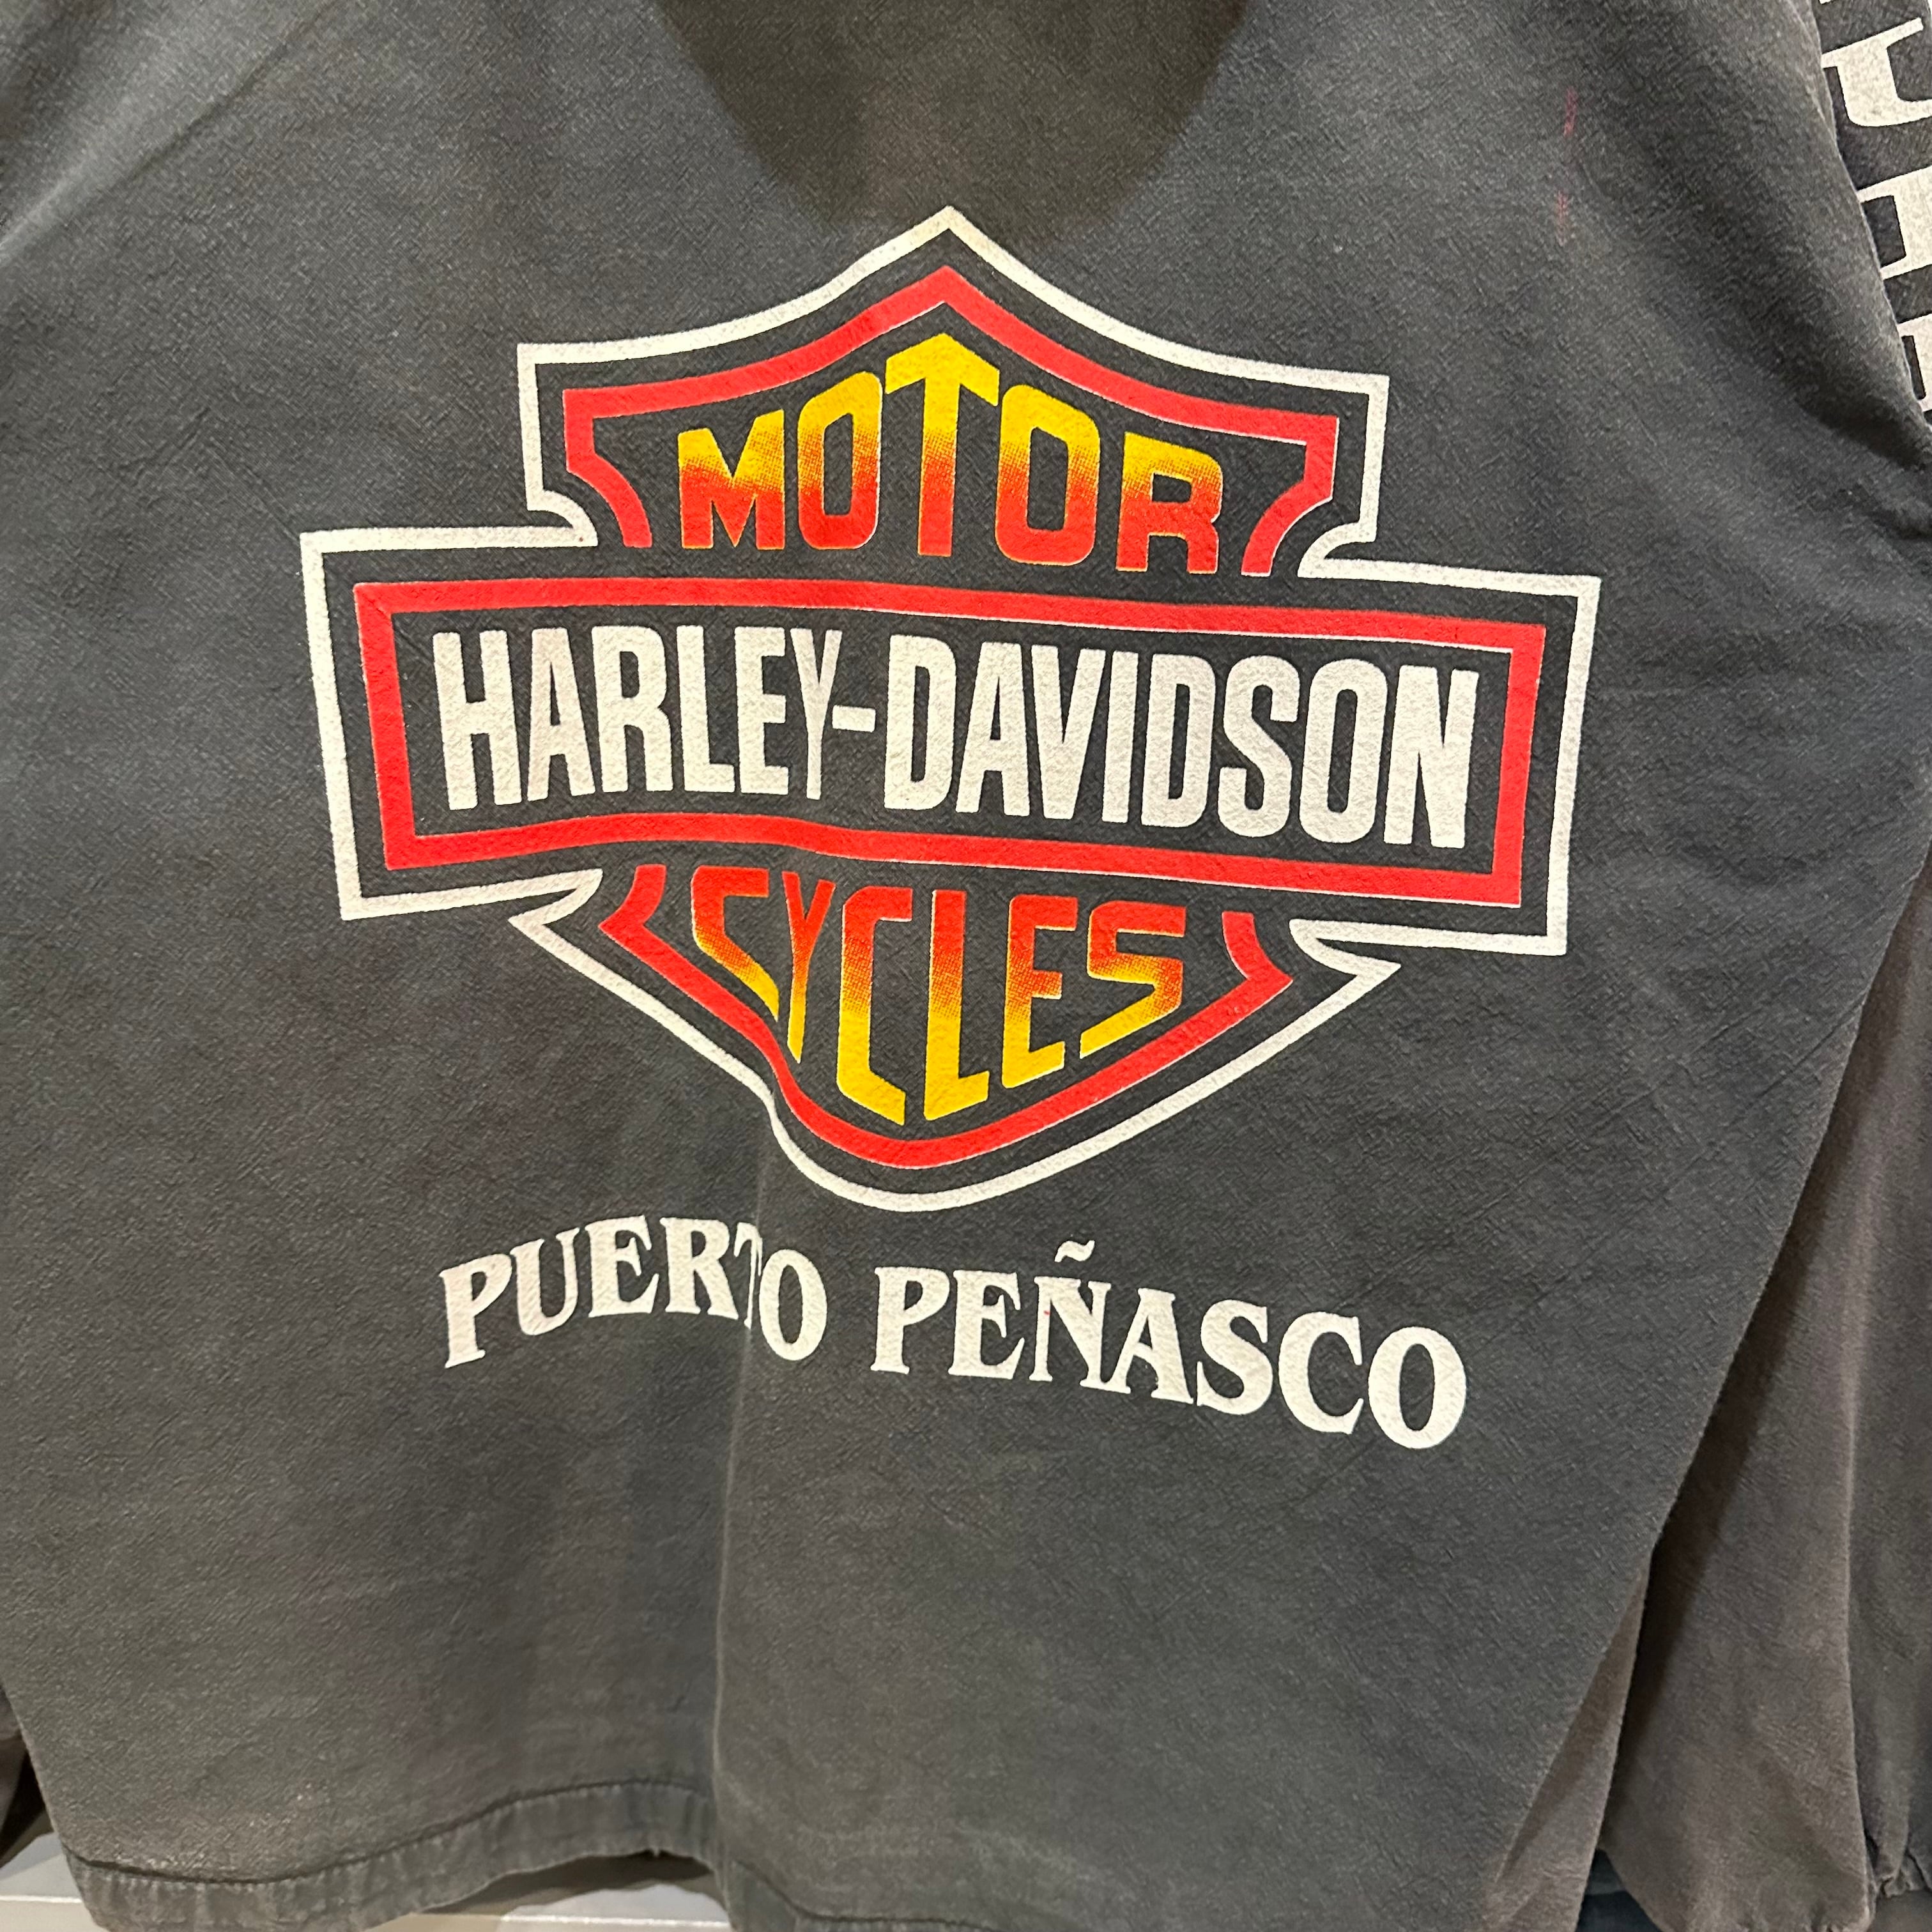 MOTOR
HARLEY-DAVIDSON
CYCLES
PUERTO PEÑASCO